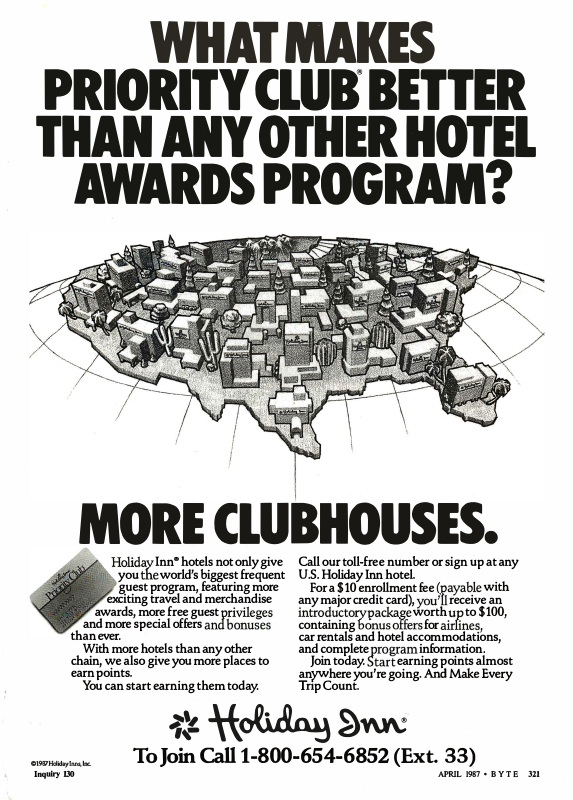 WHAT MAKES
PRIORITY CLUB® BETTER
THAN ANY OTHER HOTEL
AWARDS PROGRAM?
MORE CLUBHOUSES.
Priority Club
Holiday Inn® hotels not only give
you the world's biggest frequent
guest program, featuring more
exciting travel and merchandise
awards, more free guest privileges
and more special offers and bonuses
than ever.
With more hotels than any other
chain, we also give you more places to
earn points.
You can start earning them today.
Call our toll-free number or sign up at any
U.S. Holiday Inn hotel.
For a $10 enrollment fee (payable with
any major credit card), you'll receive an
introductory package worth up to $100,
containing bonus offers for airlines,
car rentals and hotel accommodations,
and complete program information.
Join today. Start earning points almost
anywhere you're going. And Make Every
Trip Count.
Holiday Inn®
To Join Call 1-800-654-6852 (Ext. 33)
©1987 Holiday Inns, Inc.
Inquiry 130
APRIL 1987 • BYTE 321